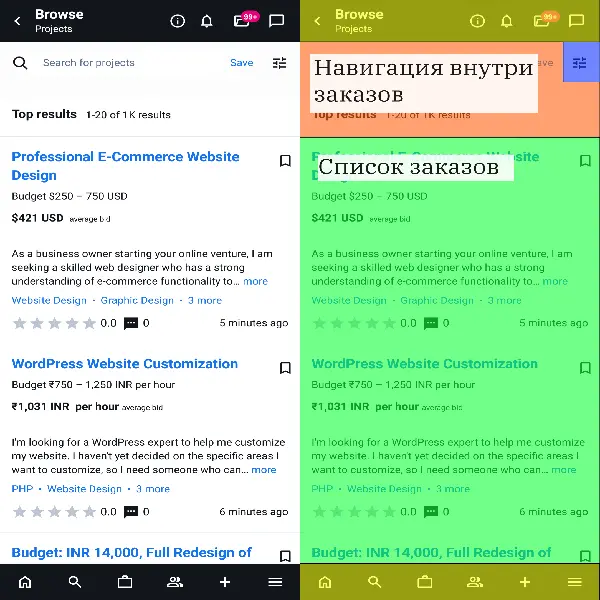 Browse
Projects
99+
Search for projects
Save
Top results 1-20 of 1K results
Professional E-Commerce Website
Design
Budget $250 – 750 USD
$421 USD average bid
As a business owner starting your online venture, I am
seeking a skilled web designer who has a strong
understanding of e-commerce functionality to... more
Website Design · Graphic Design · 3 more
0.0 0 5 minutes ago
WordPress Website Customization
Budget ₹750 – 1,250 INR per hour
₹1,031 INR per hour average bid
I'm looking for a WordPress expert to help me customize
my website. I haven't yet decided on the specific areas I
want to customize, so I need someone who can... more
PHP · Website Design · 3 more
0.0 0 6 minutes ago
Budget: INR 14,000, Full Redesign of
Browse
Projects
99+
Навигация внутри
заказов
Top results 1-20 of 1K results
Список заказов
Budget $250 – 750 USD
$421 USD average bid
As a business owner starting your online venture, I am
seeking a skilled web designer who has a strong
understanding of e-commerce functionality to... more
Website Design · Graphic Design · 3 more
0.0 0 5 minutes ago
WordPress Website Customization
Budget ₹750 – 1,250 INR per hour
₹1,031 INR per hour average bid
I'm looking for a WordPress expert to help me customize
my website. I haven't yet decided on the specific areas I
want to customize, so I need someone who can... more
PHP · Website Design · 3 more
0.0 0 6 minutes ago
Budget: INR 14,000, Full Redesign of